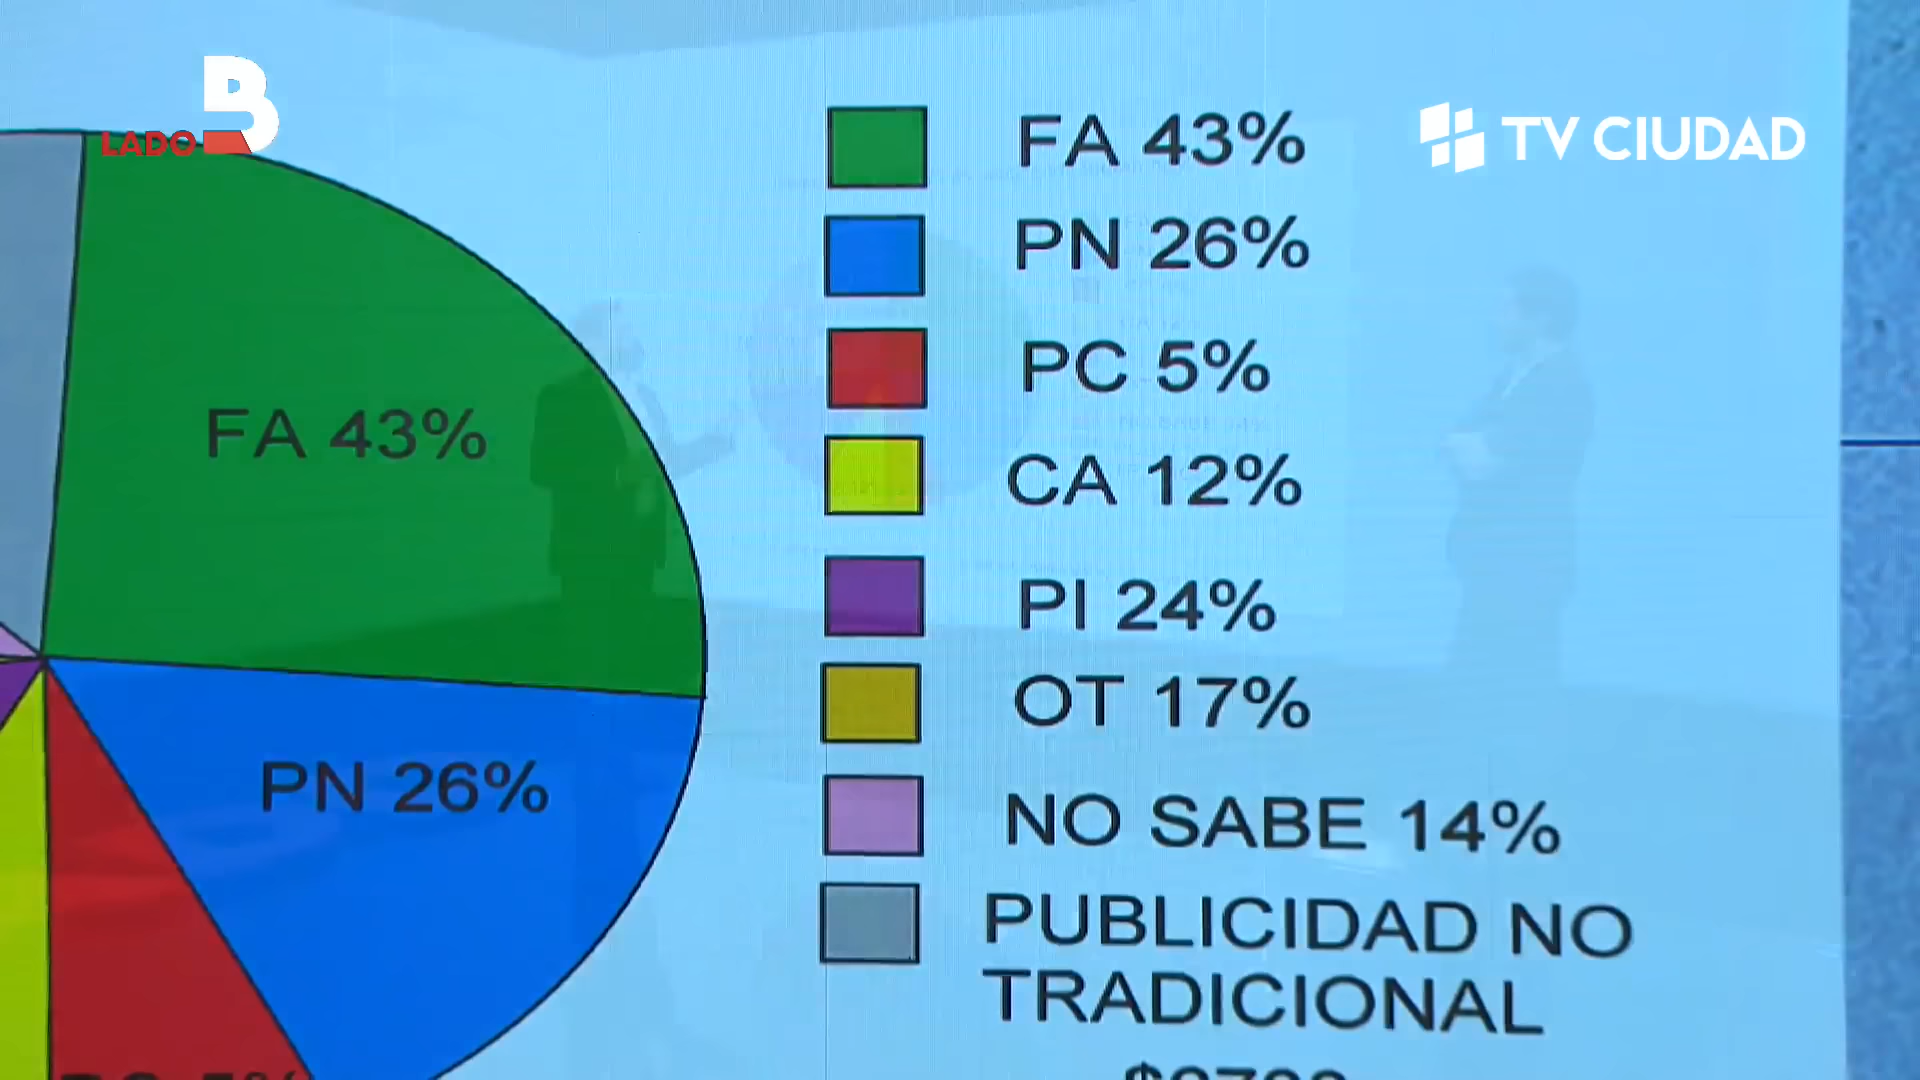 LADO B
TV CIUDAD
FA 43%
PN 26%
FA 43%
PN 26%
PC 5%
CA 12%
PI 24%
OT 17%
NO SABE 14%
PUBLICIDAD NO
TRADICIONAL